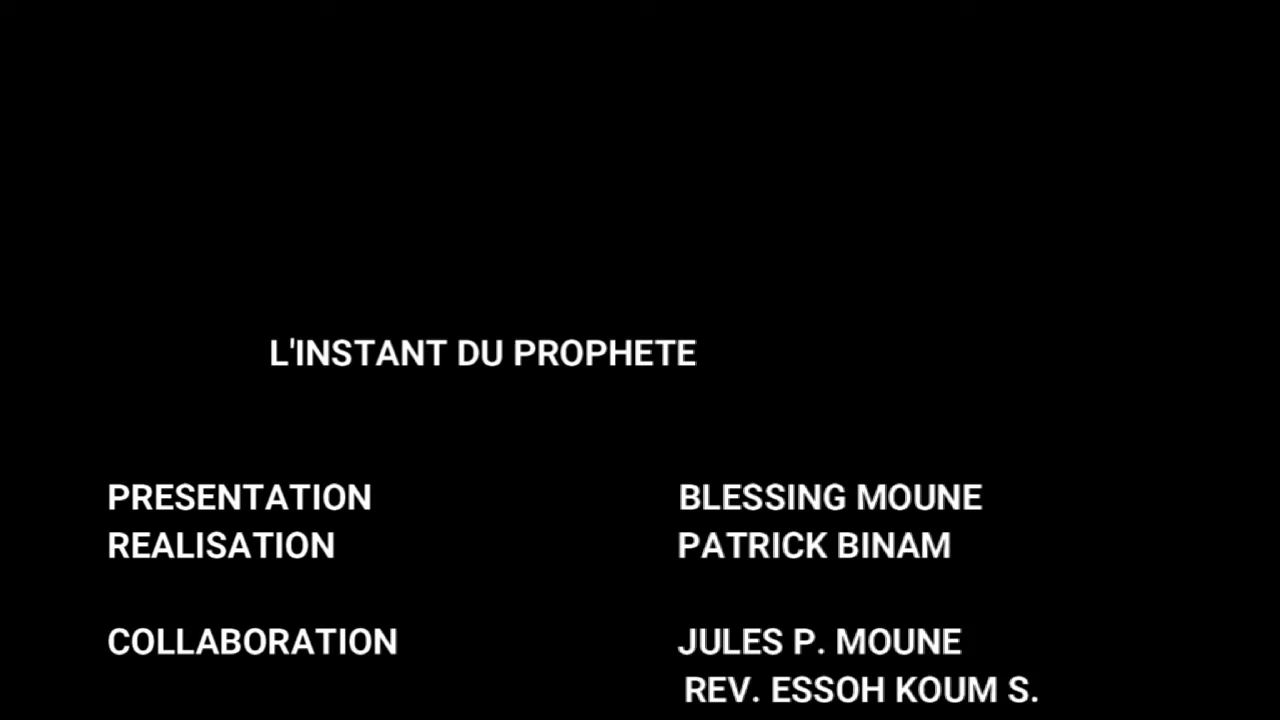 L'INSTANT DU PROPHETE
PRESENTATION BLESSING MOUNE
REALISATION PATRICK BINAM
COLLABORATION JULES P. MOUNE
REV. ESSOH KOUM S.